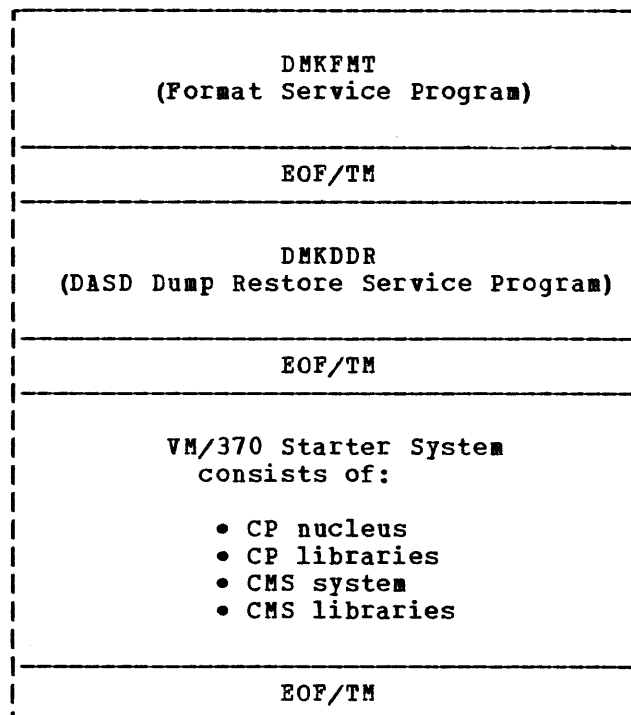 DMKFMT
(Format Service Program)
EOF/TM
DMKDDR
(DASD Dump Restore Service Program)
EOF/TM
VM/370 Starter System
consists of:
• CP nucleus
• CP libraries
• CMS system
• CMS libraries
EOF/TM